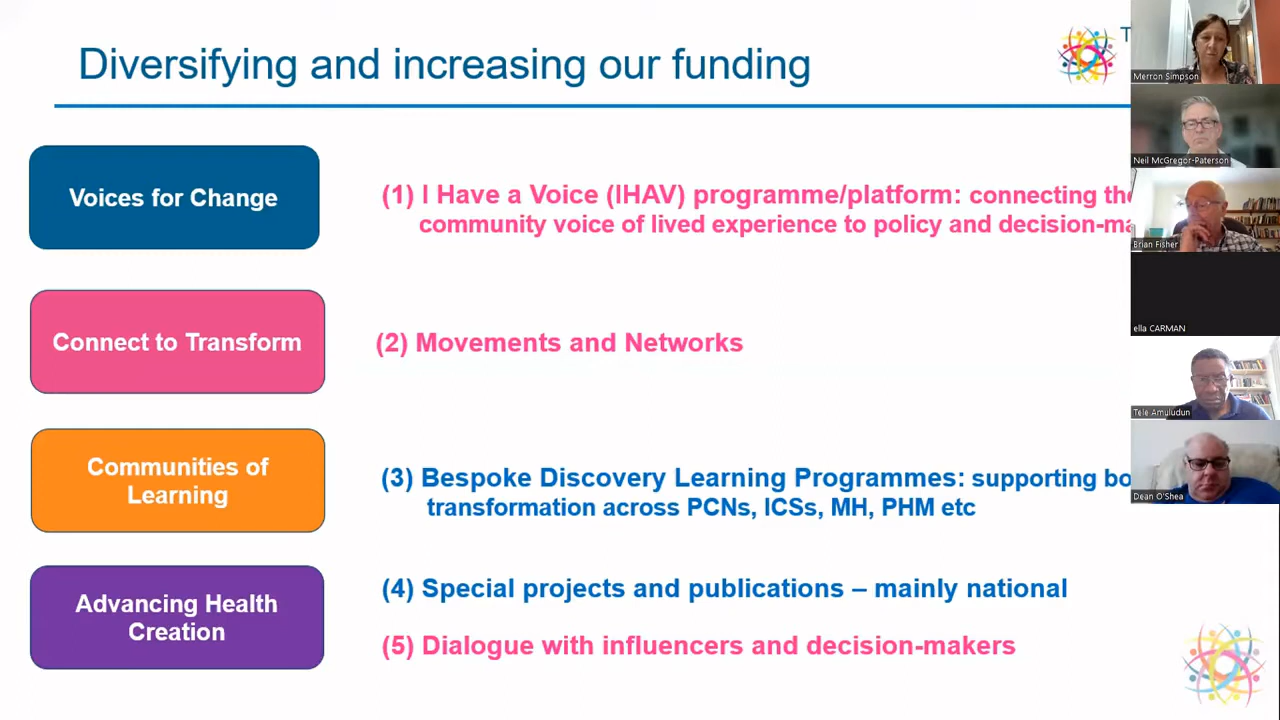 Diversifying and increasing our funding
T
Merron Simpson
Neil McGregor-Paterson
Brian Fisher
ella CARMAN
Tele Amuludun
Dean O'Shea
Voices for Change
(1) I Have a Voice (IHAV) programme/platform: connecting the
community voice of lived experience to policy and decision-ma
Connect to Transform
(2) Movements and Networks
Communities of
Learning
(3) Bespoke Discovery Learning Programmes: supporting bo
transformation across PCNs, ICSs, MH, PHM etc
Advancing Health
Creation
(4) Special projects and publications – mainly national
(5) Dialogue with influencers and decision-makers